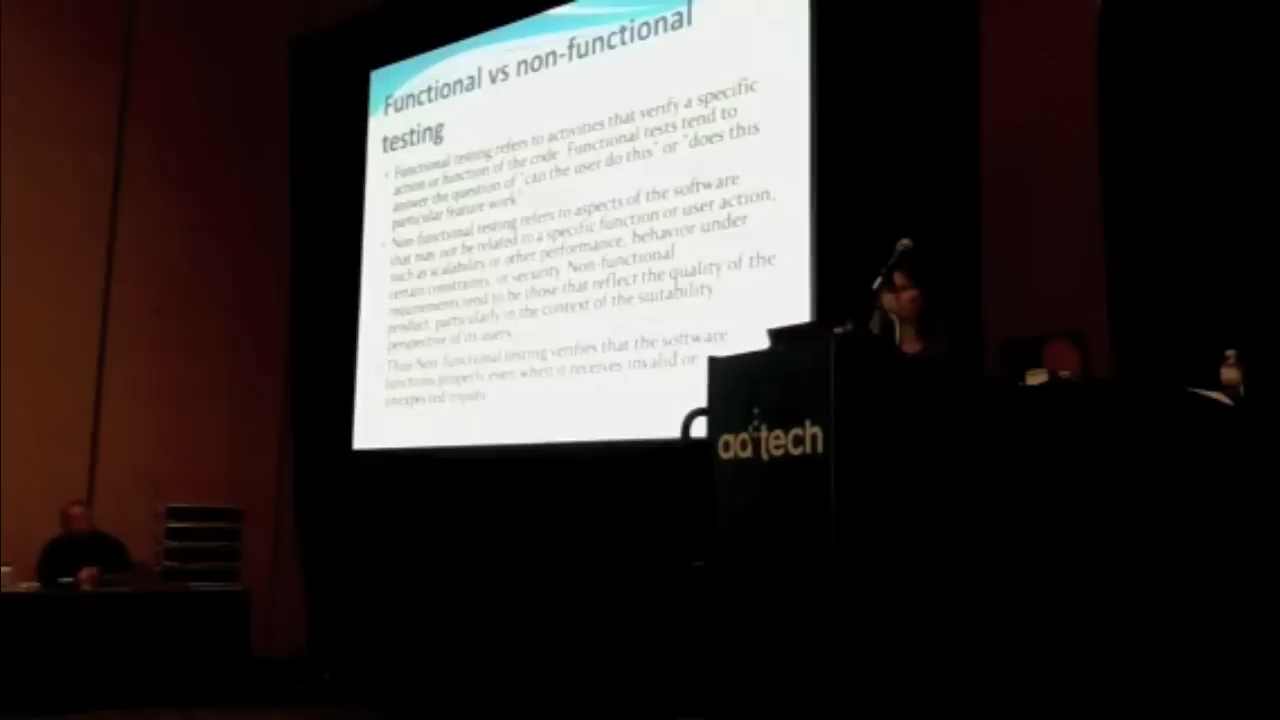 Functional vs non-functional
testing
• Functional testing refers to activities that verify a specific
action or function of the code. Functional tests tend to
answer the question of "can the user do this" or "does this
particular feature work"
• Non-functional testing refers to aspects of the software
that may not be related to a specific function or user action,
such as scalability or other performance, behavior under
certain constraints, or security. Non-functional
requirements tend to be those that reflect the quality of the
product, particularly in the context of the suitability
perspective of its users.
Thus Non-functional testing verifies that the software
functions properly even when it receives invalid or
unexpected inputs
ad:tech